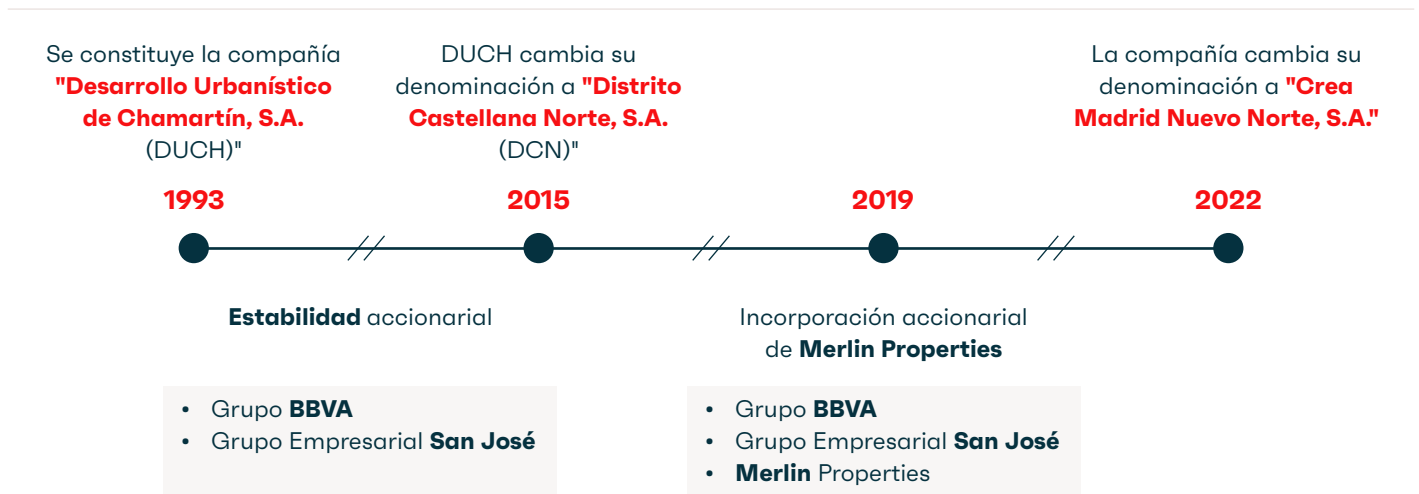 Se constituye la compañía
"Desarrollo Urbanístico
de Chamartín, S.A.
(DUCH)"
DUCH cambia su
denominación a "Distrito
Castellana Norte, S.A.
(DCN)"
La compañía cambia su
denominación a "Crea
Madrid Nuevo Norte, S.A."
1993
2015
2019
2022
Estabilidad accionarial
• Grupo BBVA
• Grupo Empresarial San José
Incorporación accionarial
de Merlin Properties
• Grupo BBVA
• Grupo Empresarial San José
• Merlin Properties